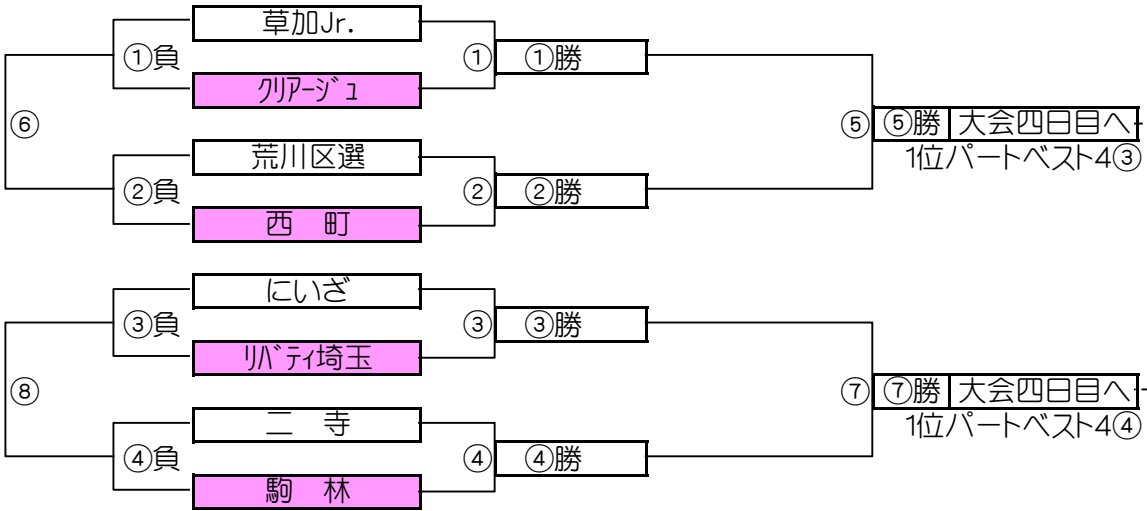 草加Jr.
①負 ① ①勝
クリアージュ
⑥ ⑤ ⑤勝 大会四日目へ
荒川区選 1位パートベスト4③
②負 ② ②勝
西　町
にいざ
③負 ③ ③勝
リバティ埼玉
⑧ ⑦ ⑦勝 大会四日目へ
二　寺 1位パートベスト4④
④負 ④ ④勝
駒　林